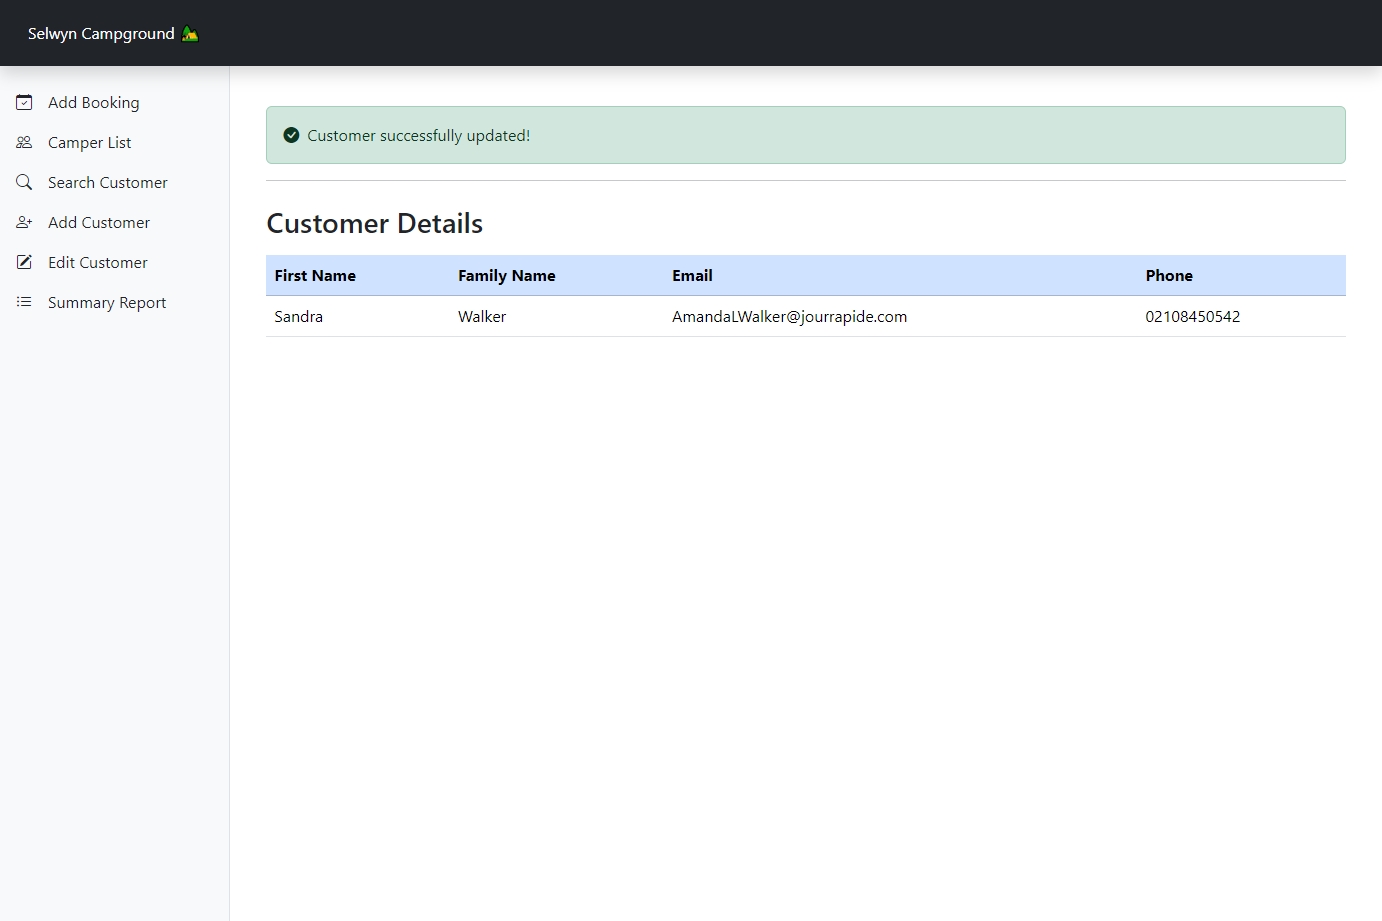 Selwyn Campground
Add Booking
Camper List
Search Customer
Add Customer
Edit Customer
Summary Report
Customer successfully updated!
Customer Details
First Name Family Name Email Phone
Sandra Walker AmandaLWalker@jourrapide.com 02108450542